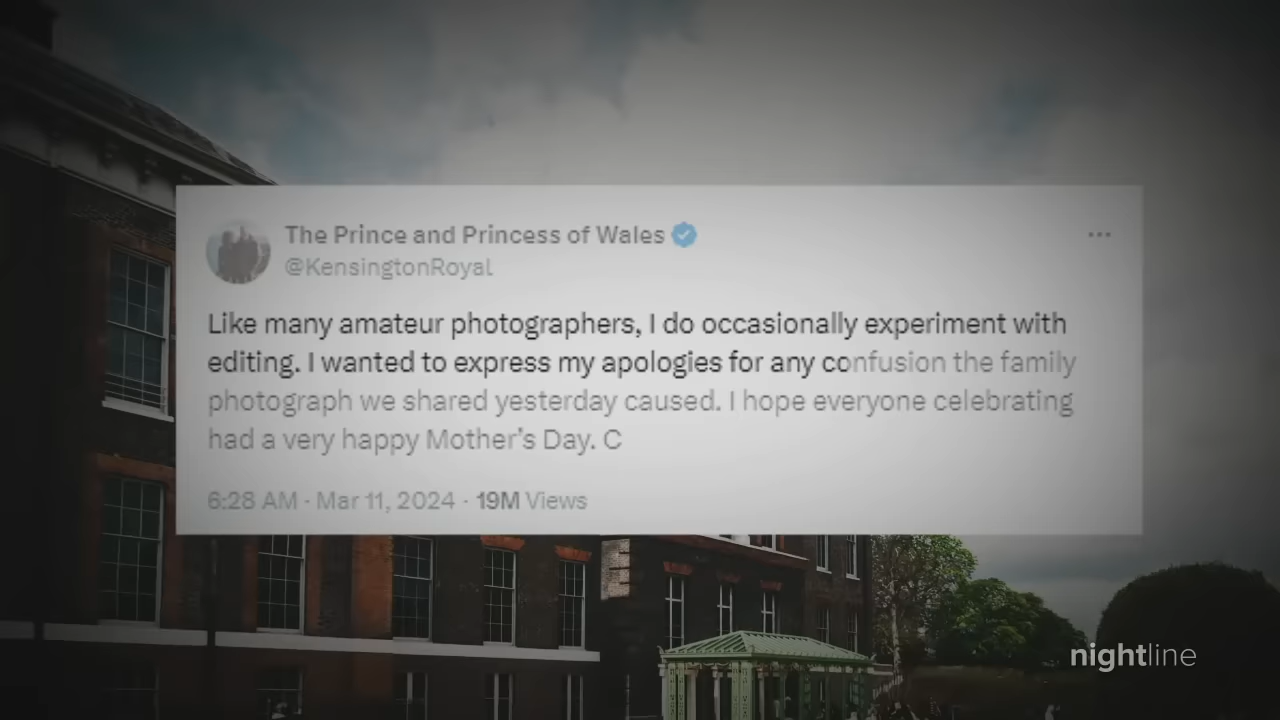 The Prince and Princess of Wales
@KensingtonRoyal
Like many amateur photographers, I do occasionally experiment with
editing. I wanted to express my apologies for any confusion the family
photograph we shared yesterday caused. I hope everyone celebrating
had a very happy Mother’s Day. C
6:28 AM · Mar 11, 2024 · 19M Views
nightline